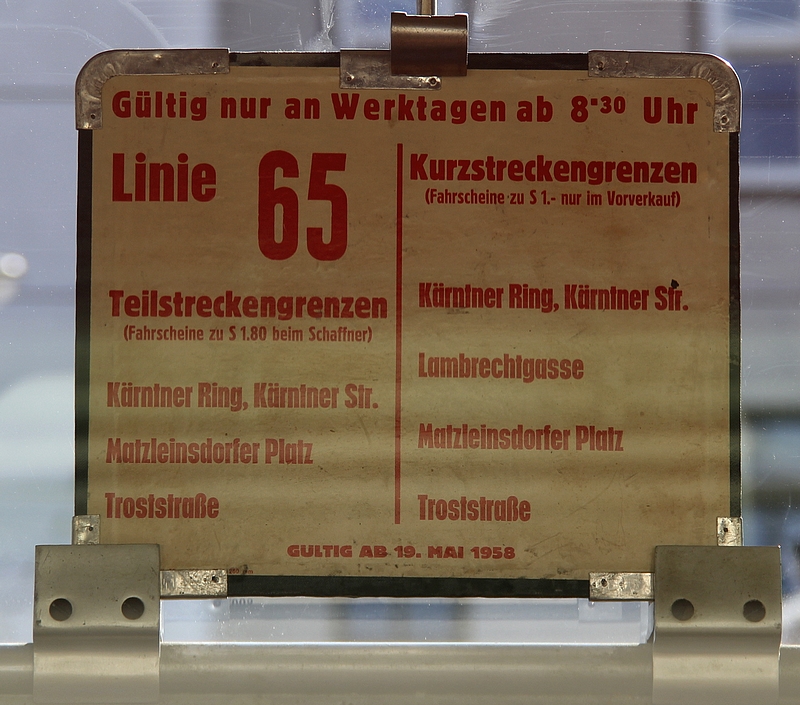 Gültig nur an Werktagen ab 8·30 Uhr
Linie 65
Teilstreckengrenzen
(Fahrscheine zu S 1.80 beim Schaffner)
Kärntner Ring, Kärntner Str.
Matzleinsdorfer Platz
Troststraße
Kurzstreckengrenzen
(Fahrscheine zu S 1.- nur im Vorverkauf)
Kärntner Ring, Kärntner Str.
Lambrechtgasse
Matzleinsdorfer Platz
Troststraße
GÜLTIG AB 19. MAI 1958